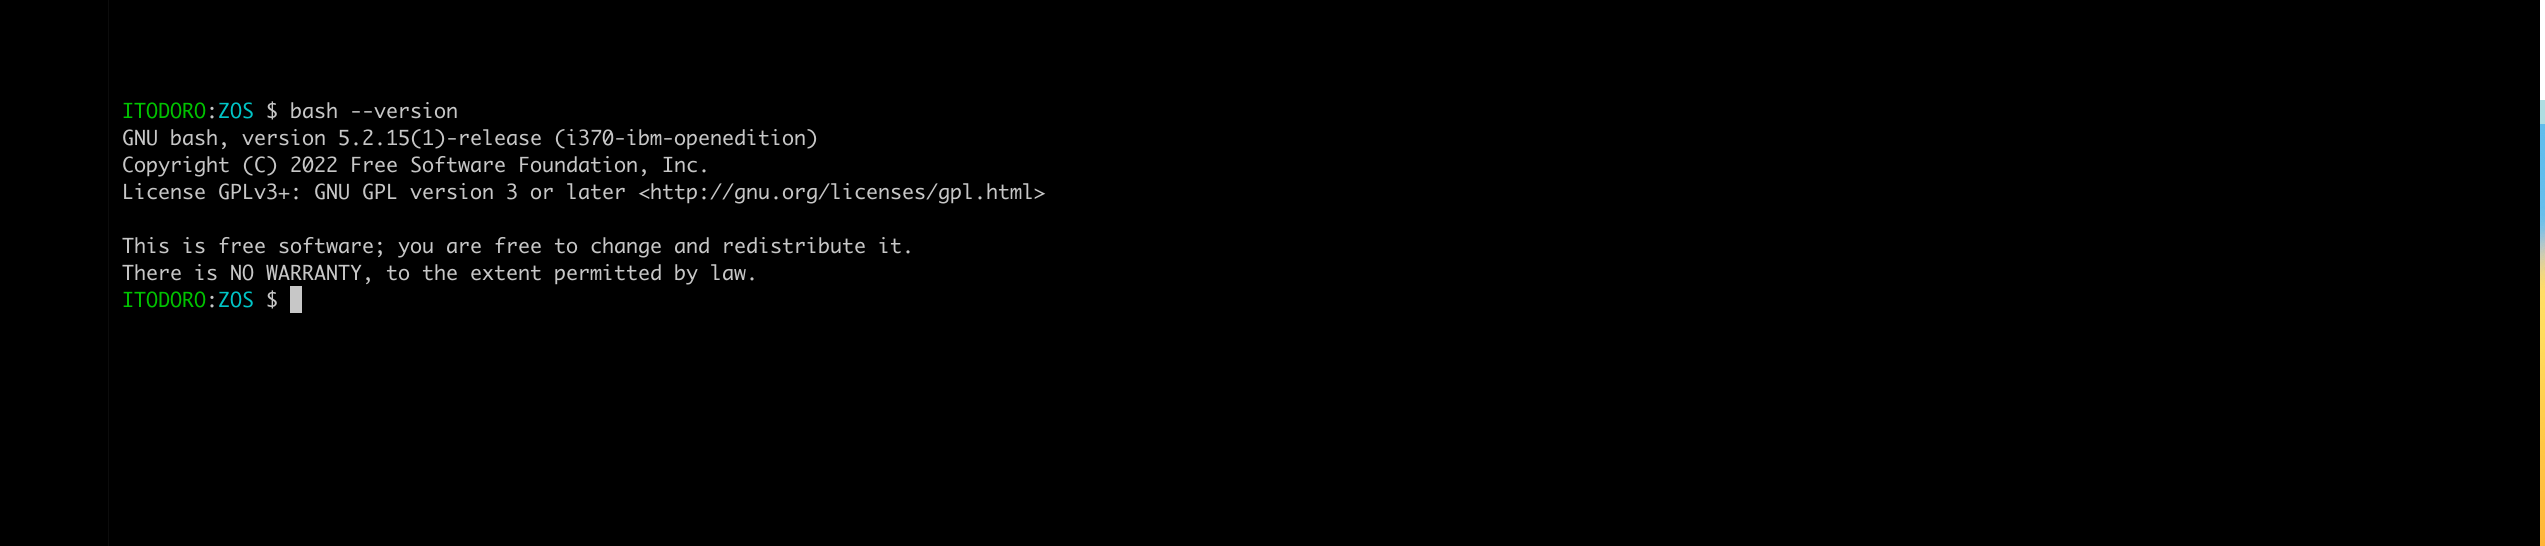 ITODORO:ZOS $ bash --version
GNU bash, version 5.2.15(1)-release (i370-ibm-openedition)
Copyright (C) 2022 Free Software Foundation, Inc.
License GPLv3+: GNU GPL version 3 or later <http://gnu.org/licenses/gpl.html>
This is free software; you are free to change and redistribute it.
There is NO WARRANTY, to the extent permitted by law.
ITODORO:ZOS $